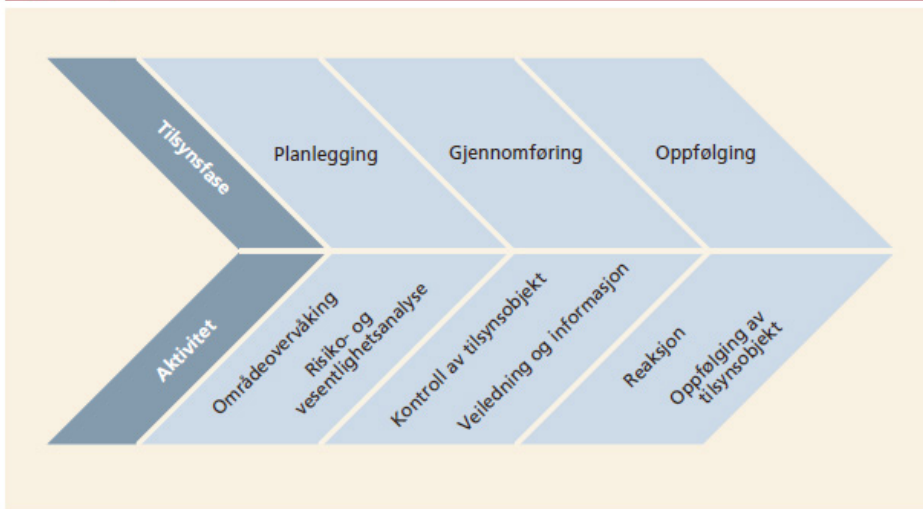 Tilsynsfase
Planlegging
Gjennomføring
Oppfølging
Aktivitet
Områdeovervåking
Risiko- og
vesentlighetsanalyse
Kontroll av tilsynsobjekt
Veiledning og informasjon
Reaksjon
Oppfølging av
tilsynsobjekt